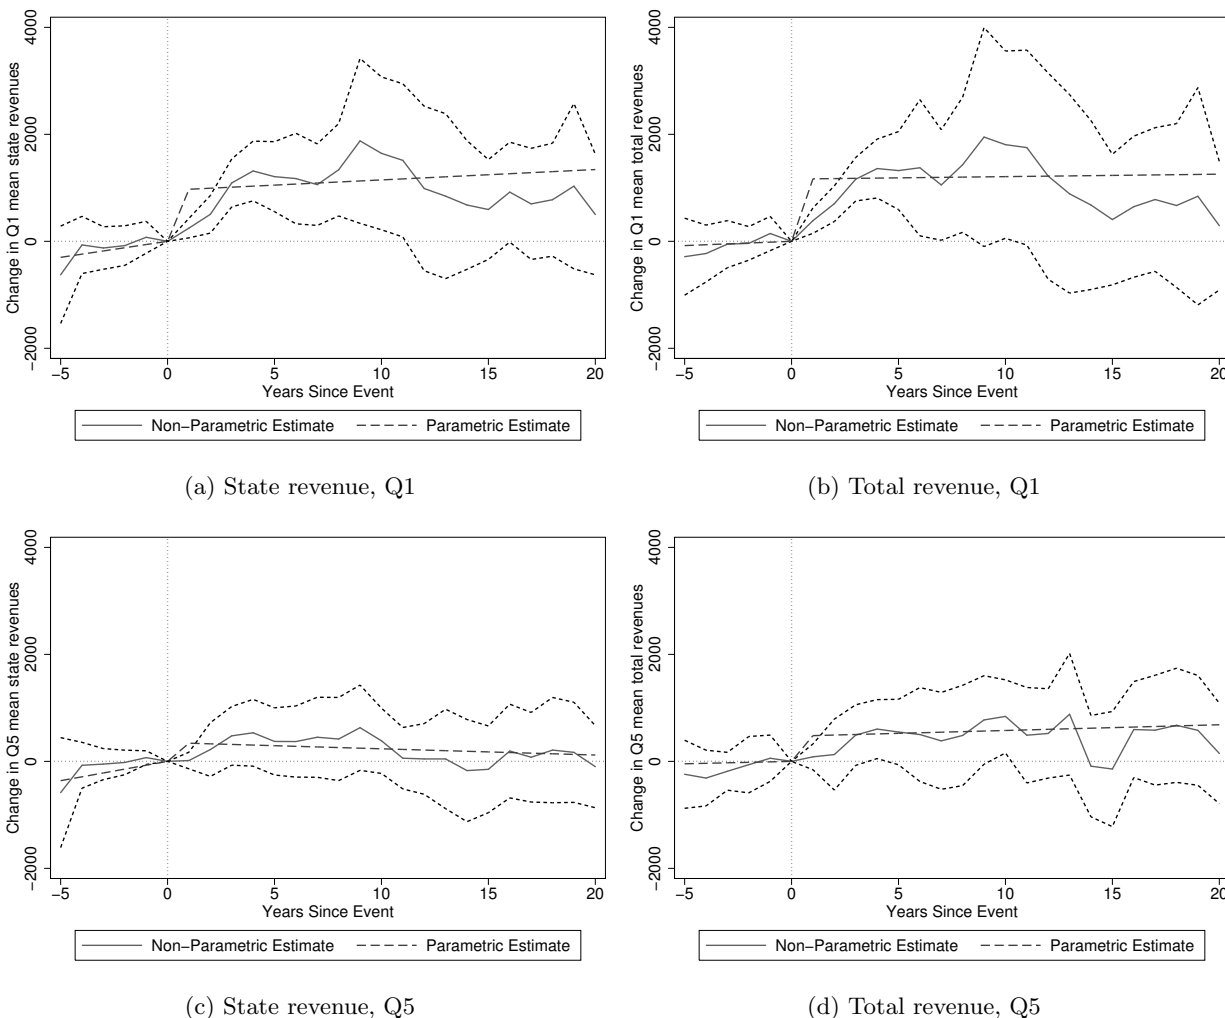 Change in Q1 mean state revenues
4000
2000
0
−2000
−5 0 5 10 15 20
Years Since Event
Non−Parametric Estimate Parametric Estimate
(a) State revenue, Q1
Change in Q1 mean total revenues
4000
2000
0
−2000
−5 0 5 10 15 20
Years Since Event
Non−Parametric Estimate Parametric Estimate
(b) Total revenue, Q1
Change in Q5 mean state revenues
4000
2000
0
−2000
−5 0 5 10 15 20
Years Since Event
Non−Parametric Estimate Parametric Estimate
(c) State revenue, Q5
Change in Q5 mean total revenues
4000
2000
0
−2000
−5 0 5 10 15 20
Years Since Event
Non−Parametric Estimate Parametric Estimate
(d) Total revenue, Q5